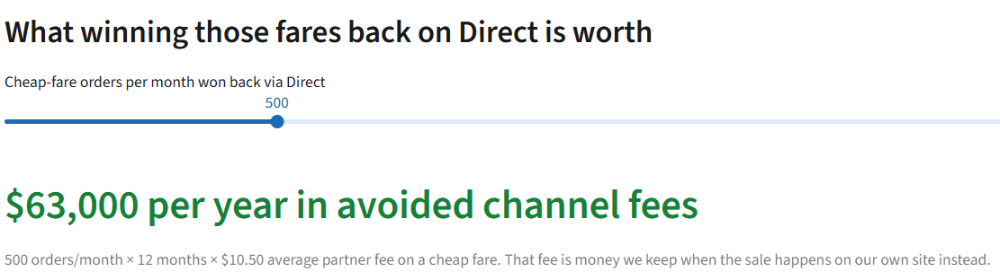 What winning those fares back on Direct is worth
Cheap-fare orders per month won back via Direct
500
$63,000 per year in avoided channel fees
500 orders/month × 12 months × $10.50 average partner fee on a cheap fare. That fee is money we keep when the sale happens on our own site instead.